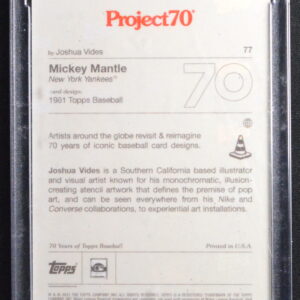 Project70®
by Joshua Vides 77
Mickey Mantle
New York Yankees®
card design:
1961 Topps Baseball
70
Artists around the globe revisit & reimagine
70 years of iconic baseball card designs.
Joshua Vides is a Southern California based illustrator
and visual artist known for his monochromatic, illusion-
creating stencil artwork that defines the premise of pop
art, and can be seen everywhere from his Nike and
Converse collaborations, to experiential art installations.
70 Years of Topps Baseball Printed in U.S.A.
Topps